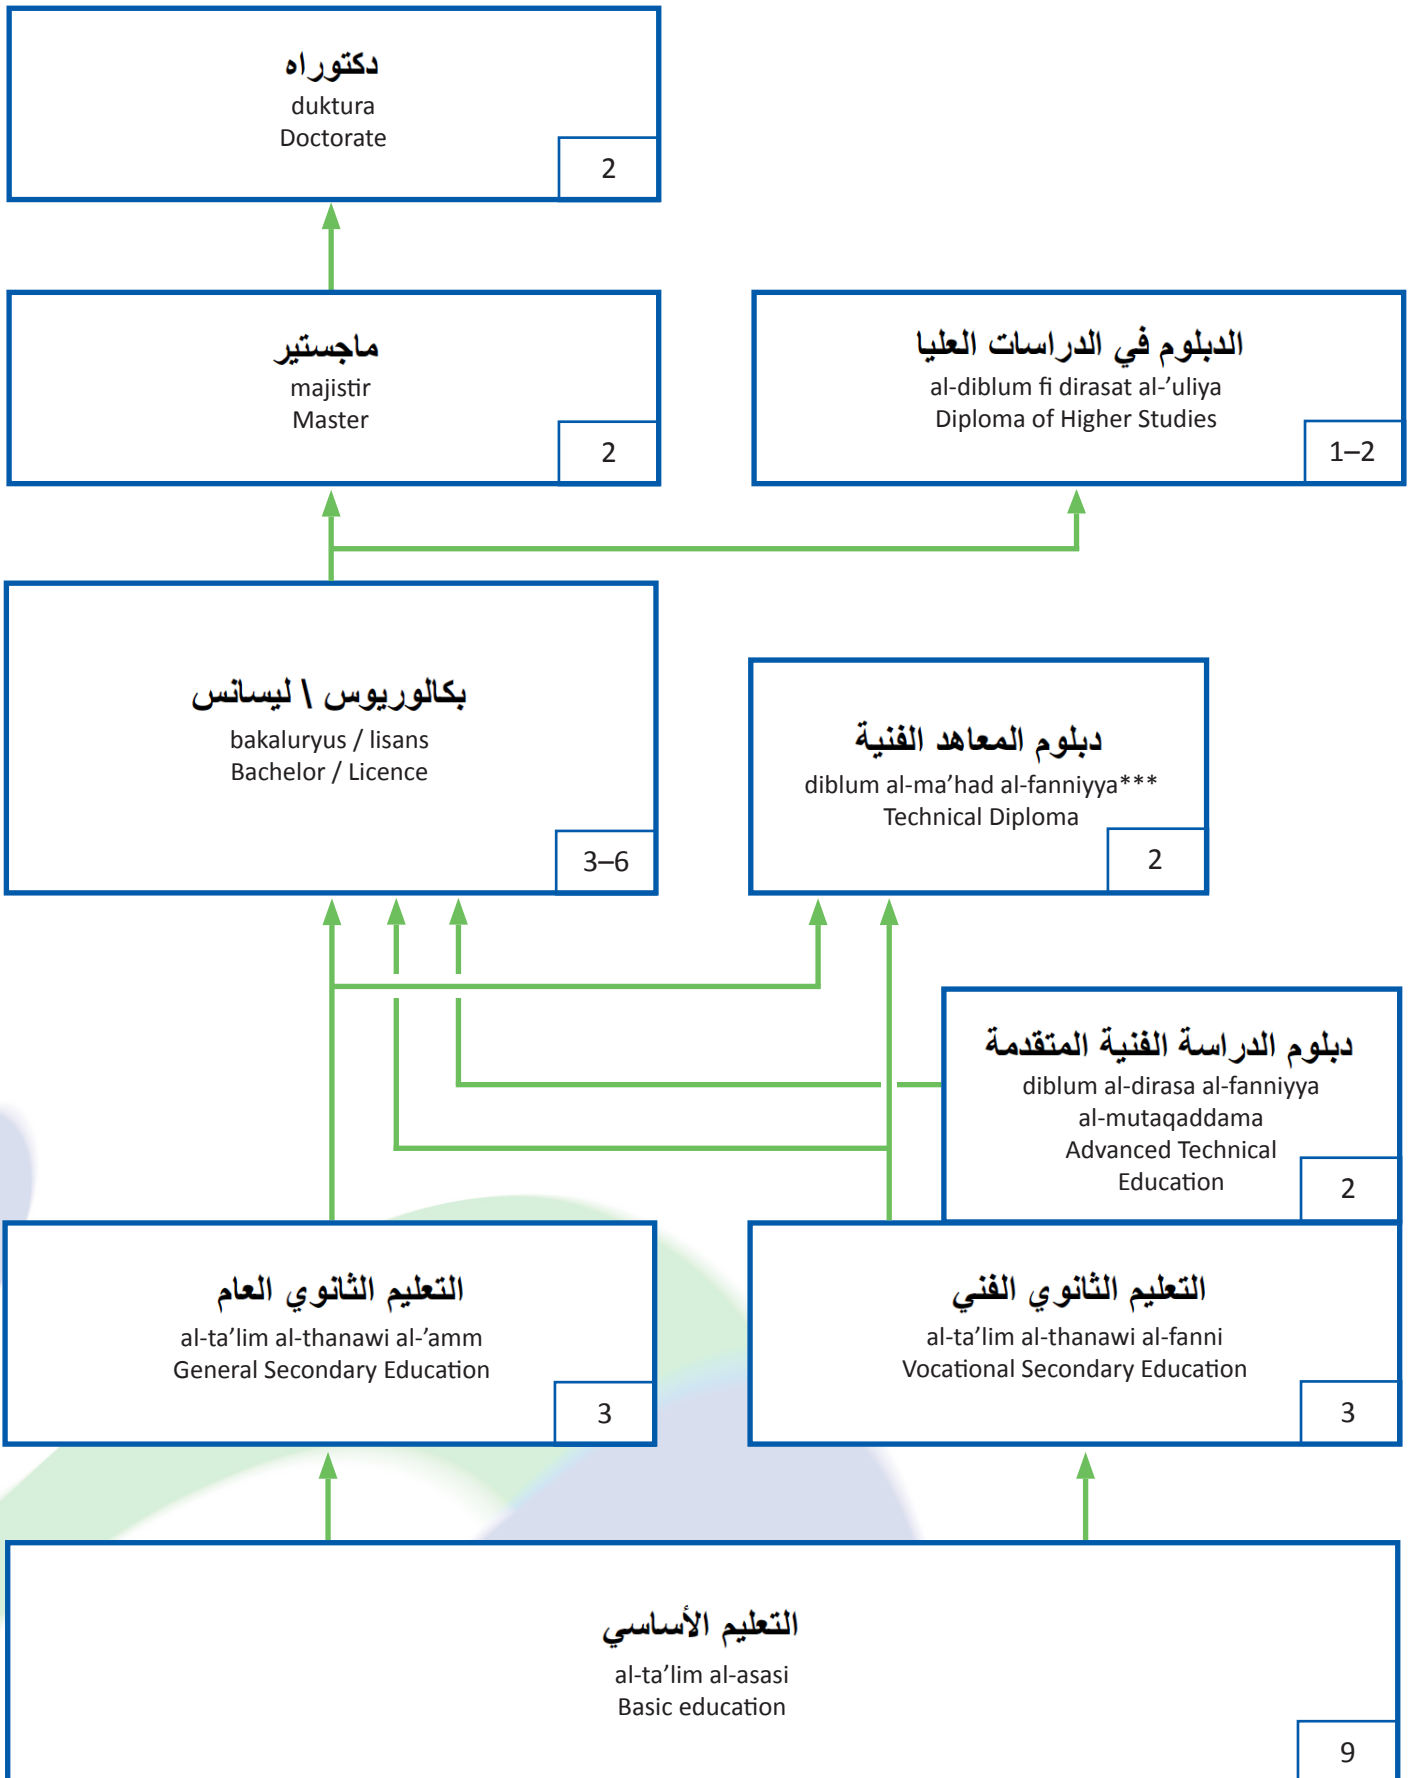 دكتوراه
duktura
Doctorate
2
ماجستير
majistir
Master
2
الدبلوم في الدراسات العليا
al-diblum fi dirasat al-’uliya
Diploma of Higher Studies
1–2
بكالوريوس \ ليسانس
bakaluryus / lisans
Bachelor / Licence
3–6
دبلوم المعاهد الفنية
diblum al-ma’had al-fanniyya***
Technical Diploma
2
دبلوم الدراسة الفنية المتقدمة
diblum al-dirasa al-fanniyya
al-mutaqaddama
Advanced Technical
Education
2
التعليم الثانوي العام
al-ta’lim al-thanawi al-’amm
General Secondary Education
3
التعليم الثانوي الفني
al-ta’lim al-thanawi al-fanni
Vocational Secondary Education
3
التعليم الأساسي
al-ta’lim al-asasi
Basic education
9